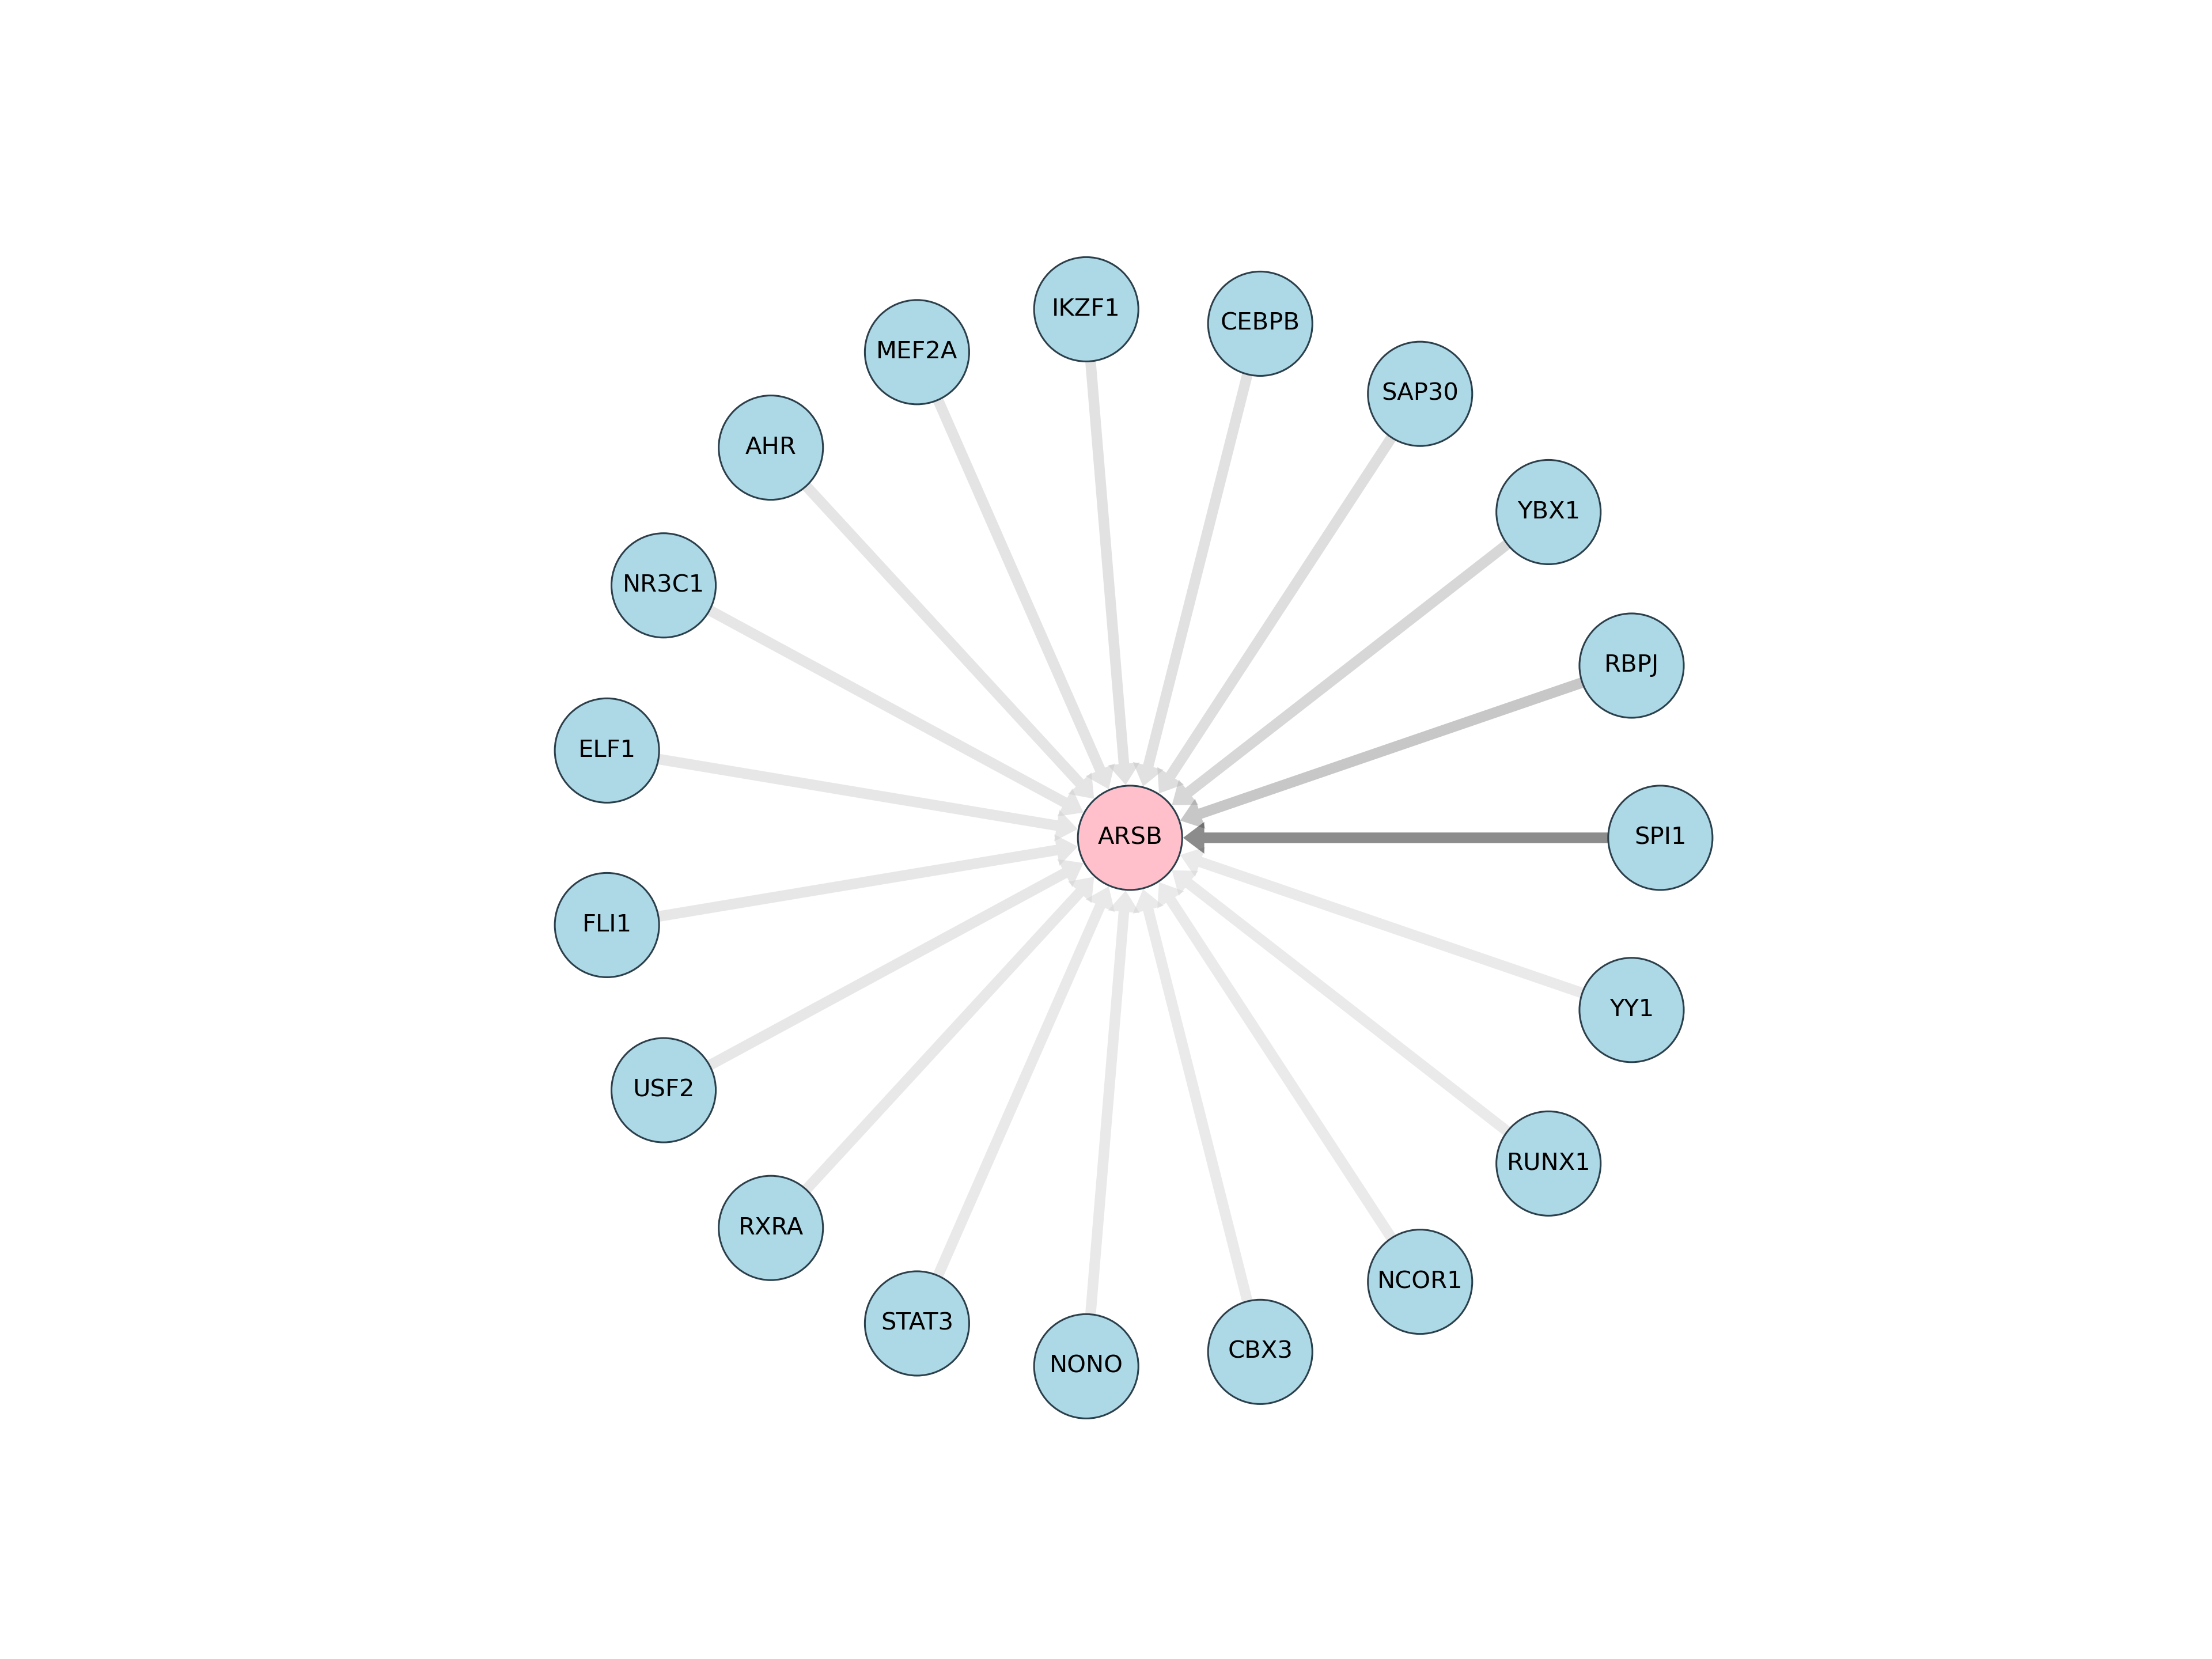 IKZF1
CEBPB
MEF2A
SAP30
AHR
YBX1
NR3C1
RBPJ
ELF1
ARSB
SPI1
FLI1
YY1
USF2
RUNX1
RXRA
NCOR1
STAT3
CBX3
NONO